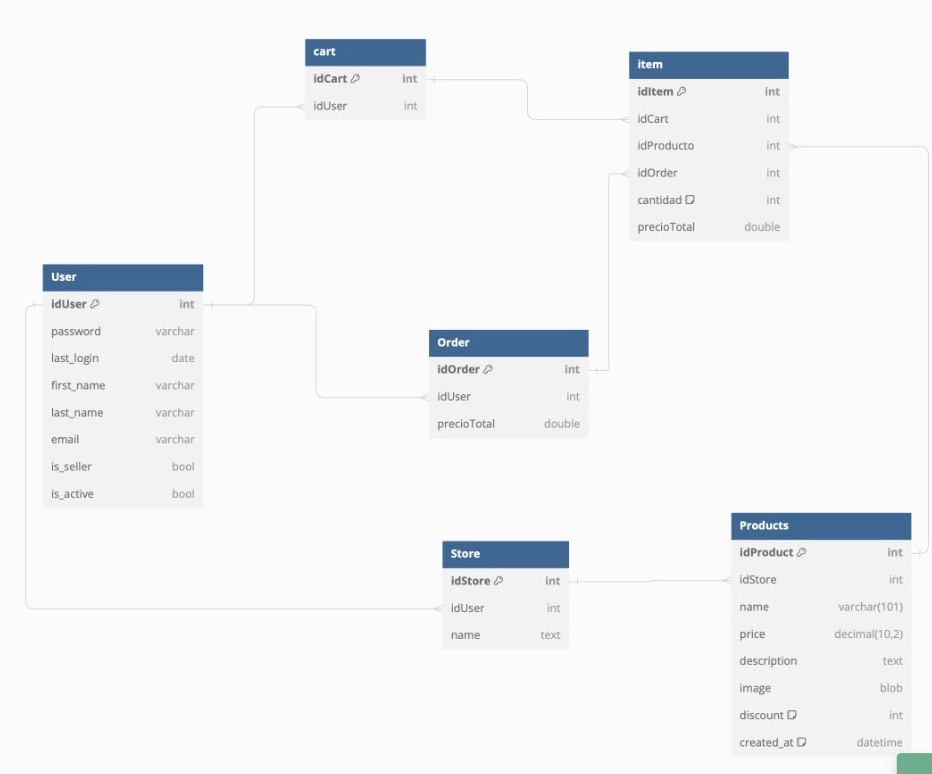 cart
idCart int
idUser int
item
idItem int
idCart int
idProducto int
idOrder int
cantidad int
precioTotal double
User
idUser int
password varchar
last_login date
first_name varchar
last_name varchar
email varchar
is_seller bool
is_active bool
Order
idOrder int
idUser int
precioTotal double
Store
idStore int
idUser int
name text
Products
idProduct int
idStore int
name varchar(101)
price decimal(10,2)
description text
image blob
discount int
created_at datetime